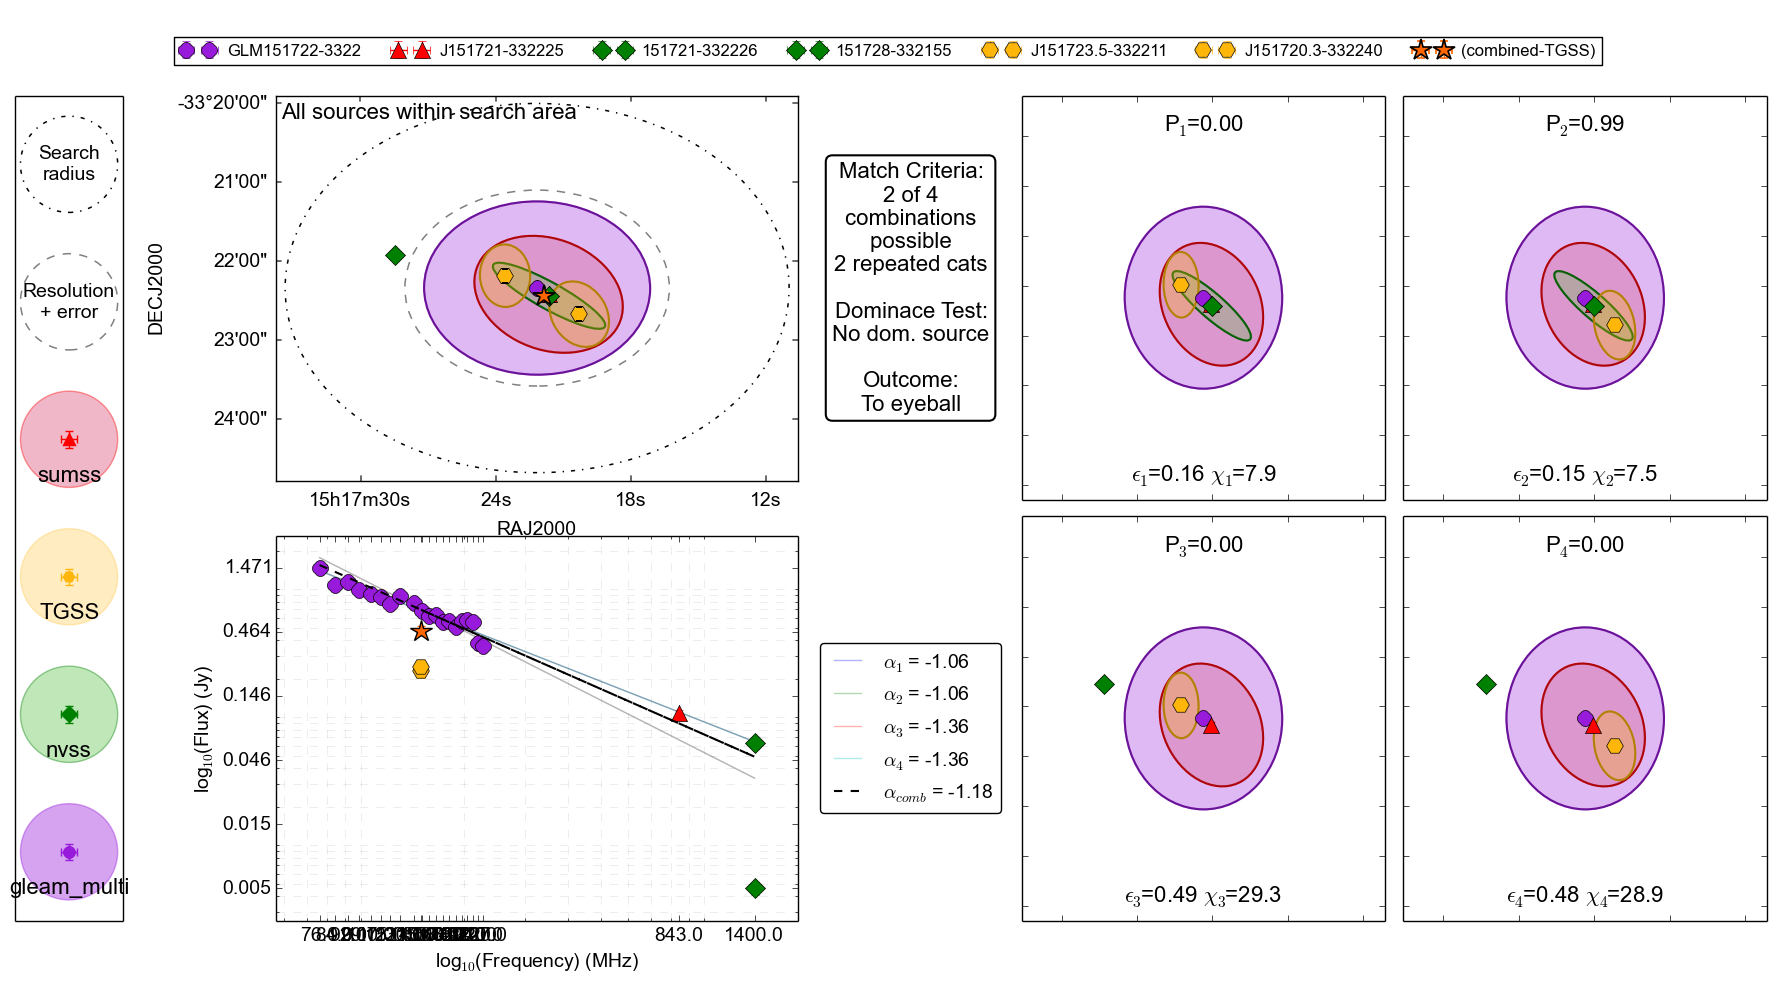 GLM151722-3322 J151721-332225 151721-332226 151728-332155 J151723.5-332211 J151720.3-332240 (combined-TGSS)
Search
radius
Resolution
+ error
sumss
TGSS
nvss
gleam_multi
All sources within search area
DECJ2000
-33°20'00"
21'00"
22'00"
23'00"
24'00"
15h17m30s 24s 18s 12s
RAJ2000
Match Criteria:
2 of 4
combinations
possible
2 repeated cats
Dominace Test:
No dom. source
Outcome:
To eyeball
P1=0.00
ϵ1=0.16 χ1=7.9
P2=0.99
ϵ2=0.15 χ2=7.5
log10(Flux) (Jy)
1.471
0.464
0.146
0.046
0.015
0.005
843.0 1400.0
log10(Frequency) (MHz)
α1 = -1.06
α2 = -1.06
α3 = -1.36
α4 = -1.36
αcomb = -1.18
P3=0.00
ϵ3=0.49 χ3=29.3
P4=0.00
ϵ4=0.48 χ4=28.9